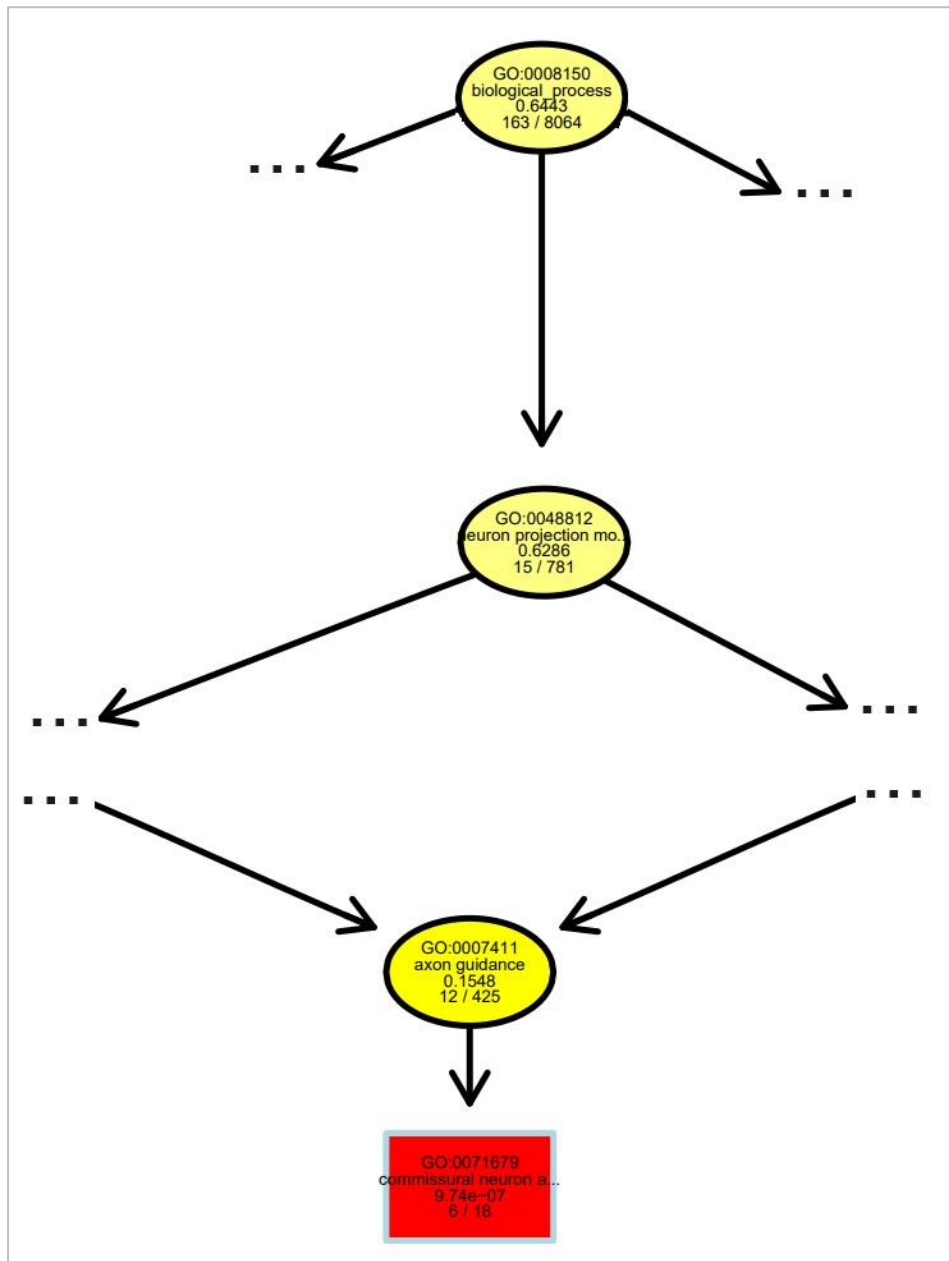 GO:0008150
biological_process
0.6443
163 / 8064
...
...
GO:0048812
neuron projection mo...
0.6286
15 / 781
...
...
...
...
GO:0007411
axon guidance
0.1548
12 / 425
GO:0071679
commissural neuron a...
9.74e−07
6 / 18